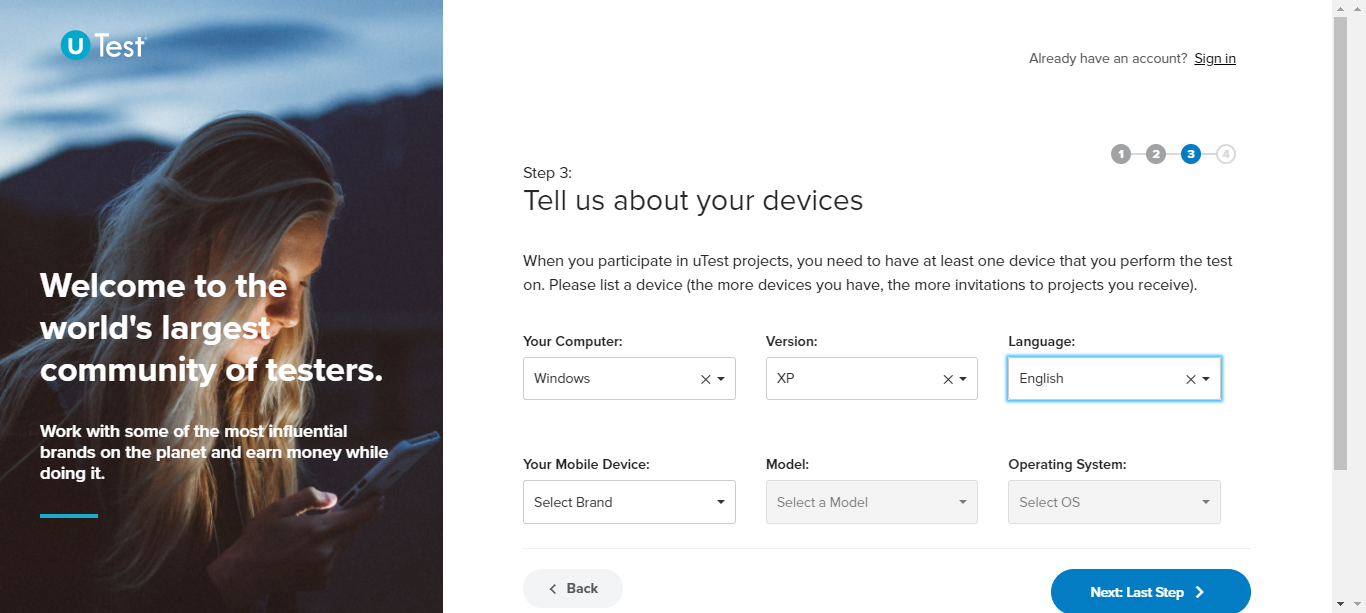 uTest
Already have an account? Sign in
1 2 3 4
Step 3:
Tell us about your devices
Welcome to the
world's largest
community of testers.
Work with some of the most influential
brands on the planet and earn money while
doing it.
When you participate in uTest projects, you need to have at least one device that you perform the test
on. Please list a device (the more devices you have, the more invitations to projects you receive).
Your Computer: Version: Language:
Windows XP English
Your Mobile Device: Model: Operating System:
Select Brand Select a Model Select OS
Back Next: Last Step